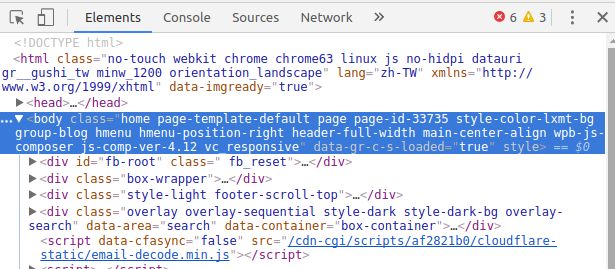 Elements Console Sources Network » 6 3
<!DOCTYPE html>
<html class="no-touch webkit chrome chrome63 linux js no-hidpi datauri
gr__gushi_tw minw_1200 orientation_landscape" lang="zh-TW" xmlns="http://
www.w3.org/1999/xhtml" data-imgready="true">
▶<head>…</head>
…▼<body class="home page-template-default page page-id-33735 style-color-lxmt-bg
group-blog hmenu hmenu-position-right header-full-width main-center-align wpb-js-
composer js-comp-ver-4.12 vc_responsive" data-gr-c-s-loaded="true" style> == $0
▶<div id="fb-root" class=" fb_reset">…</div>
▶<div class="box-wrapper">…</div>
▶<div class="style-light footer-scroll-top">…</div>
▶<div class="overlay overlay-sequential style-dark style-dark-bg overlay-
search" data-area="search" data-container="box-container">…</div>
<script data-cfasync="false" src="/cdn-cgi/scripts/af2821b0/cloudflare-
static/email-decode.min.js"></script>
▶<script>…</script>